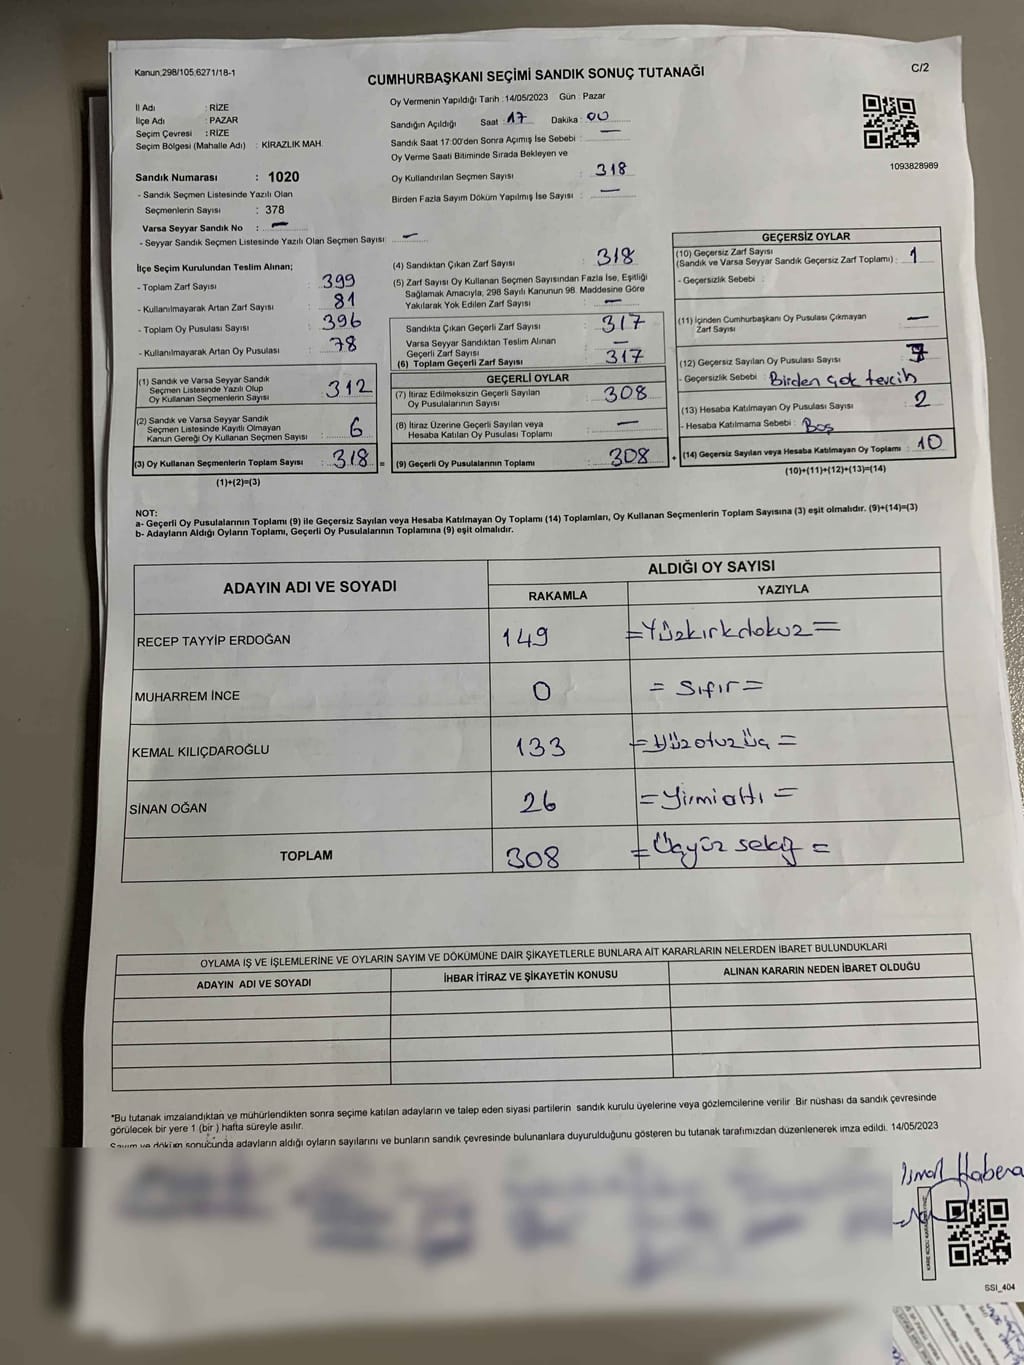 Kanun,298/105,6271/18-1
CUMHURBAŞKANI SEÇİMİ SANDIK SONUÇ TUTANAĞI
C/2
İl Adı : RİZE
İlçe Adı : PAZAR
Seçim Çevresi : RİZE
Seçim Bölgesi (Mahalle Adı) : KİRAZLIK MAH.
Oy Vermenin Yapıldığı Tarih :14/05/2023 Gün : Pazar
Sandığın Açıldığı Saat : 17 Dakika : 00
Sandık Saat 17:00'den Sonra Açımış İse Sebebi : —
Oy Verme Saati Bitiminde Sırada Bekleyen ve
Oy Kullandırılan Seçmen Sayısı : 318
Birden Fazla Sayım Döküm Yapılmış İse Sayısı : —
1093828989
Sandık Numarası : 1020
- Sandık Seçmen Listesinde Yazılı Olan
Seçmenlerin Sayısı : 378
Varsa Seyyar Sandık No : —
- Seyyar Sandık Seçmen Listesinde Yazılı Olan Seçmen Sayısı : —
İlçe Seçim Kurulundan Teslim Alınan;
- Toplam Zarf Sayısı : 399
- Kullanılmayarak Artan Zarf Sayısı : 81
- Toplam Oy Pusulası Sayısı : 396
- Kullanılmayarak Artan Oy Pusulası : 78
(1) Sandık ve Varsa Seyyar Sandık
Seçmen Listesinde Yazılı Olup
Oy Kullanan Seçmenlerin Sayısı : 312
(2) Sandık ve Varsa Seyyar Sandık
Seçmen Listesinde Kayıtlı Olmayan
Kanun Gereği Oy Kullanan Seçmen Sayısı : 6
(3) Oy Kullanan Seçmenlerin Toplam Sayısı : 318 =
(1)+(2)=(3)
(4) Sandıktan Çıkan Zarf Sayısı : 318
(5) Zarf Sayısı Oy Kullanan Seçmen Sayısından Fazla İse, Eşitliği
Sağlamak Amacıyla, 298 Sayılı Kanunun 98. Maddesine Göre
Yakılarak Yok Edilen Zarf Sayısı : —
Sandıkta Çıkan Geçerli Zarf Sayısı : 317
Varsa Seyyar Sandıktan Teslim Alınan
Geçerli Zarf Sayısı : —
(6) Toplam Geçerli Zarf Sayısı : 317
GEÇERLİ OYLAR
(7) İtiraz Edilmeksizin Geçerli Sayılan
Oy Pusulalarının Sayısı : 308
(8) İtiraz Üzerine Geçerli Sayılan veya
Hesaba Katılan Oy Pusulası Toplamı : —
(9) Geçerli Oy Pusulalarının Toplamı : 308 +
GEÇERSİZ OYLAR
(10) Geçersiz Zarf Sayısı
(Sandık ve Varsa Seyyar Sandık Geçersiz Zarf Toplamı) : 1
- Geçersizlik Sebebi :
(11) İçinden Cumhurbaşkanı Oy Pusulası Çıkmayan
Zarf Sayısı : —
(12) Geçersiz Sayılan Oy Pusulası Sayısı : 7
- Geçersizlik Sebebi : Birden çok tercih
(13) Hesaba Katılmayan Oy Pusulası Sayısı : 2
- Hesaba Katılmama Sebebi : Boş
(14) Geçersiz Sayılan veya Hesaba Katılmayan Oy Toplamı : 10
(10)+(11)+(12)+(13)=(14)
NOT:
a- Geçerli Oy Pusulalarının Toplamı (9) ile Geçersiz Sayılan veya Hesaba Katılmayan Oy Toplamı (14) Toplamları, Oy Kullanan Seçmenlerin Toplam Sayısına (3) eşit olmalıdır. (9)+(14)=(3)
b- Adayların Aldığı Oyların Toplamı, Geçerli Oy Pusulalarının Toplamına (9) eşit olmalıdır.
ADAYIN ADI VE SOYADI
ALDIĞI OY SAYISI
RAKAMLA YAZIYLA
RECEP TAYYİP ERDOĞAN 149 =Yüzkırkdokuz=
MUHARREM İNCE 0 = Sıfır =
KEMAL KILIÇDAROĞLU 133 =Yüzotuzüç =
SİNAN OĞAN 26 =Yirmialtı =
TOPLAM 308 =Üçyüz sekiz =
OYLAMA İŞ VE İŞLEMLERİNE VE OYLARIN SAYIM VE DÖKÜMÜNE DAİR ŞİKAYETLERLE BUNLARA AİT KARARLARIN NELERDEN İBARET BULUNDUKLARI
ADAYIN ADI VE SOYADI İHBAR İTİRAZ VE ŞİKAYETİN KONUSU ALINAN KARARIN NEDEN İBARET OLDUĞU
*Bu tutanak imzalandıktan ve mühürlendikten sonra seçime katılan adayların ve talep eden siyasi partilerin sandık kurulu üyelerine veya gözlemcilerine verilir .Bir nüshası da sandık çevresinde
görülecek bir yere 1 (bir ) hafta süreyle asılır.
Sayım ve döküm sonucunda adayların aldığı oyların sayılarını ve bunların sandık çevresinde bulunanlara duyurulduğunu gösteren bu tutanak tarafımızdan düzenlenerek imza edildi. 14/05/2023
SSI_404